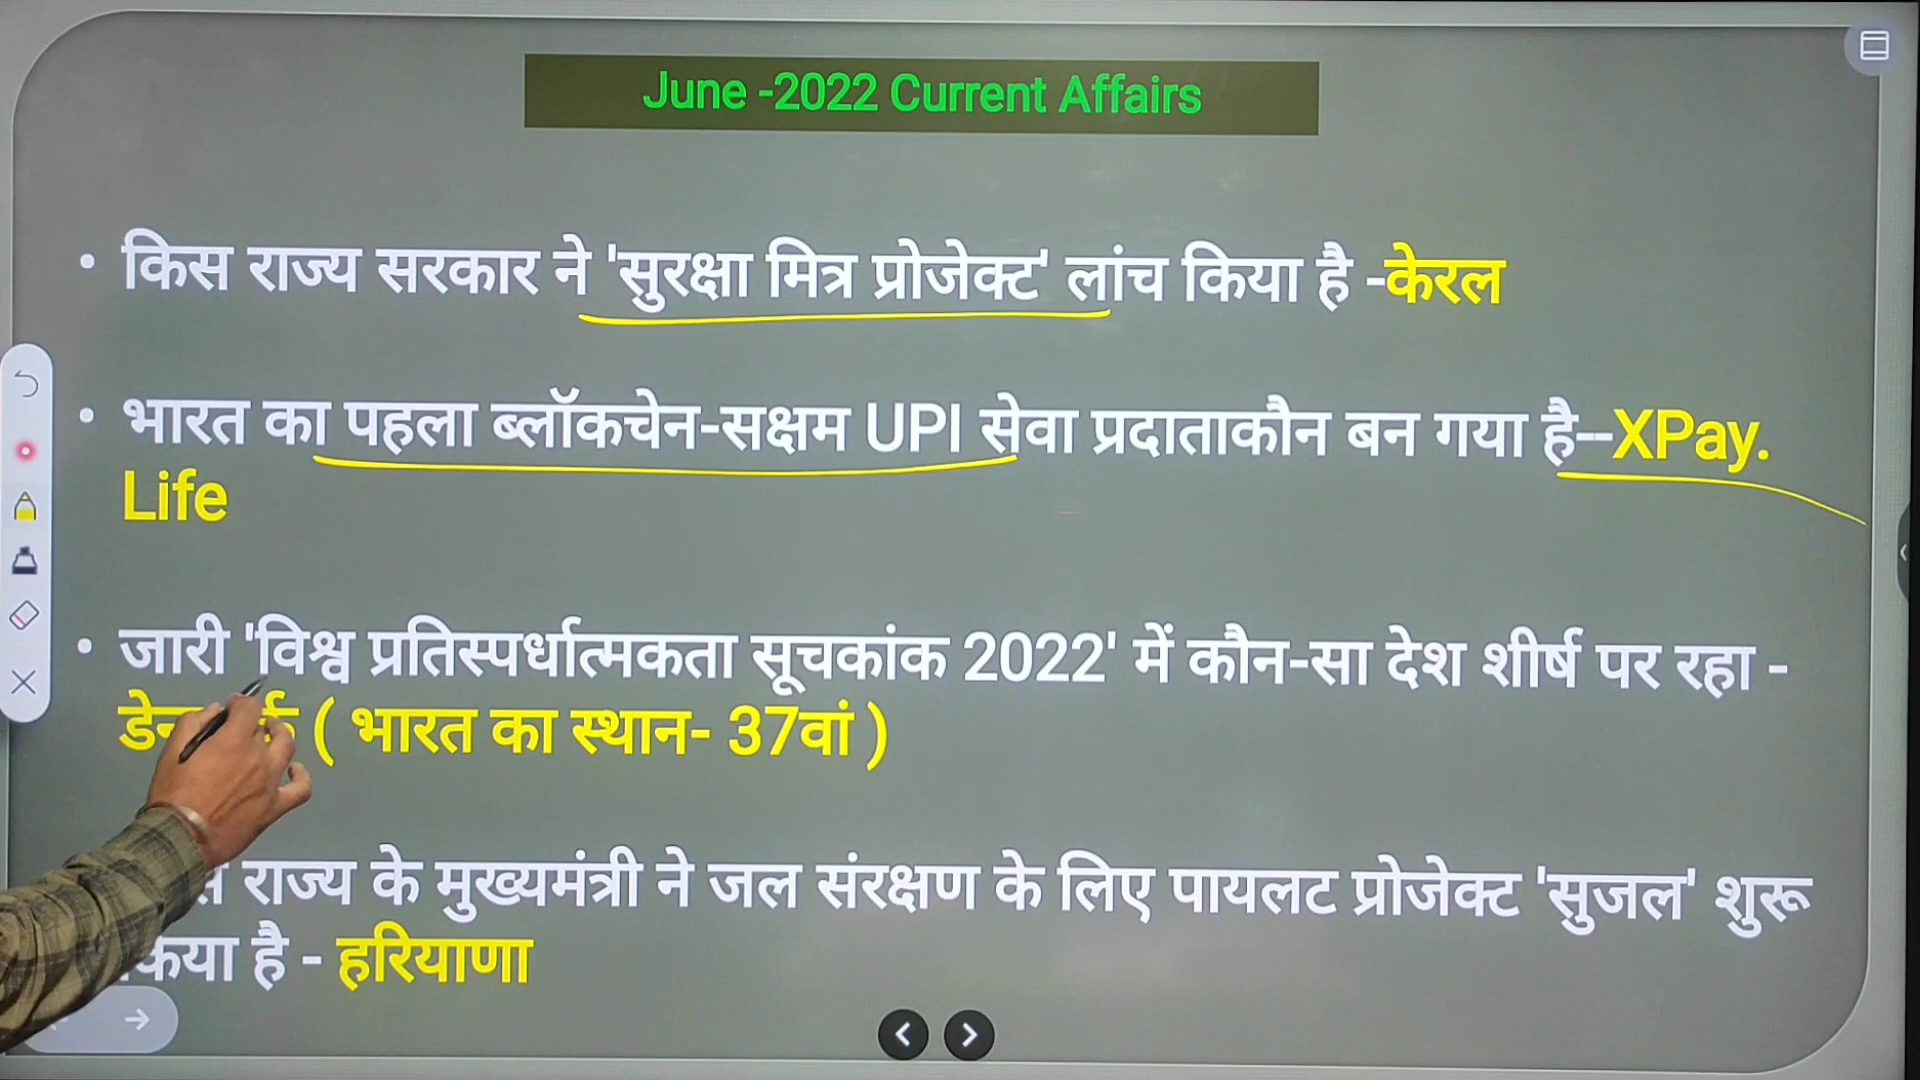 June -2022 Current Affairs
• किस राज्य सरकार ने 'सुरक्षा मित्र प्रोजेक्ट' लांच किया है -केरल
• भारत का पहला ब्लॉकचेन-सक्षम UPI सेवा प्रदाताकौन बन गया है--XPay.
Life
• जारी 'विश्व प्रतिस्पर्धात्मकता सूचकांक 2022' में कौन-सा देश शीर्ष पर रहा -
( भारत का स्थान- 37वां )
राज्य के मुख्यमंत्री ने जल संरक्षण के लिए पायलट प्रोजेक्ट 'सुजल' शुरू
है - हरियाणा